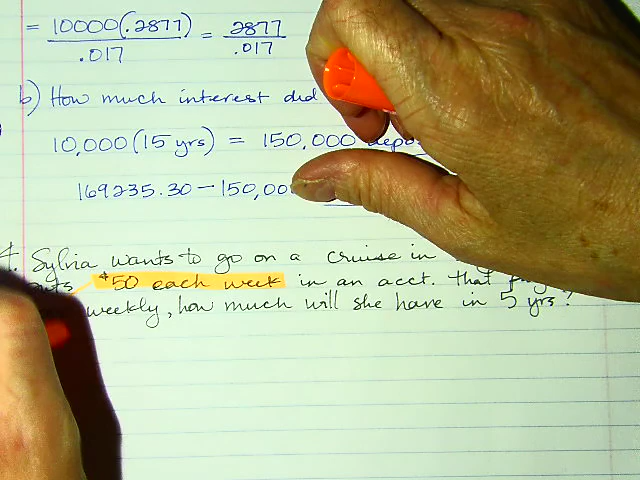 = 10000(.2877) / .017 = 2877 / .017
b) How much interest did
10,000 (15 yrs) = 150,000 depo
169235.30 - 150,00
4. Sylvia wants to go on a cruise in
$50 each week in an acct. that pay
weekly, how much will she have in 5 yrs?